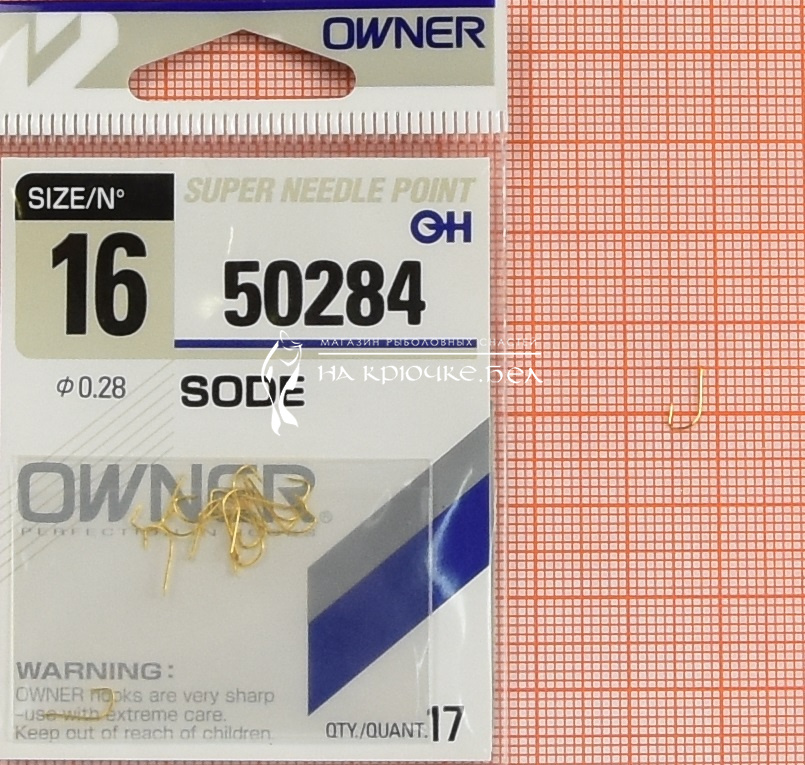 OWNER
SIZE/Nº
SUPER NEEDLE POINT
16
50284
МАГАЗИН РЫБОЛОВНЫХ СНАСТЕЙ
НА КРЮЧКЕ.БЕЛ
Φ0.28
SODE
OWNER®
WARNING:
OWNER hooks are very sharp
–use with extreme care.
Keep out of reach of children.
QTY./QUANT.17